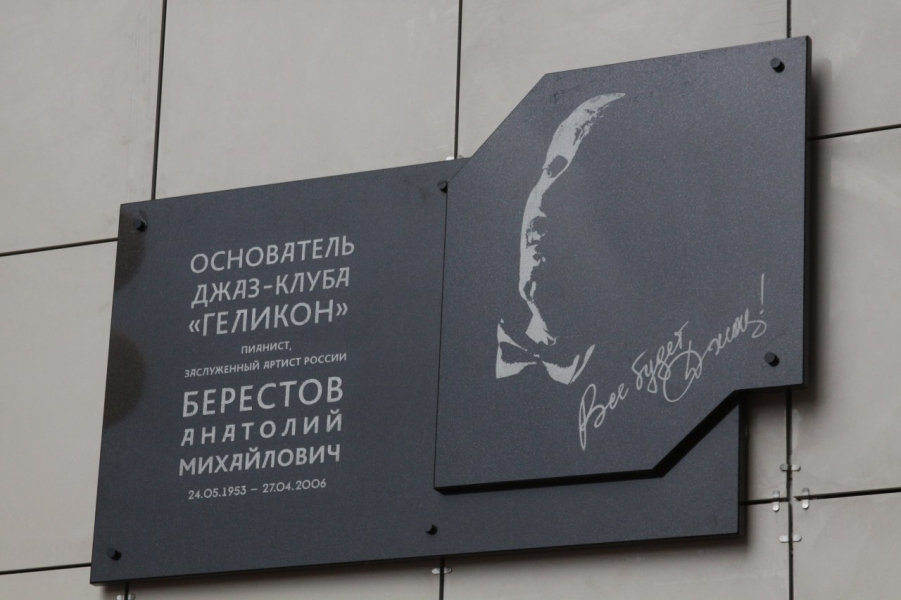 ОСНОВАТЕЛЬ
ДЖАЗ-КЛУБА
«ГЕЛИКОН»
ПИАНИСТ,
ЗАСЛУЖЕННЫЙ АРТИСТ РОССИИ
БЕРЕСТОВ
АНАТОЛИЙ
МИХАЙЛОВИЧ
24.05.1953 – 27.04.2006
Все будет Джаз!